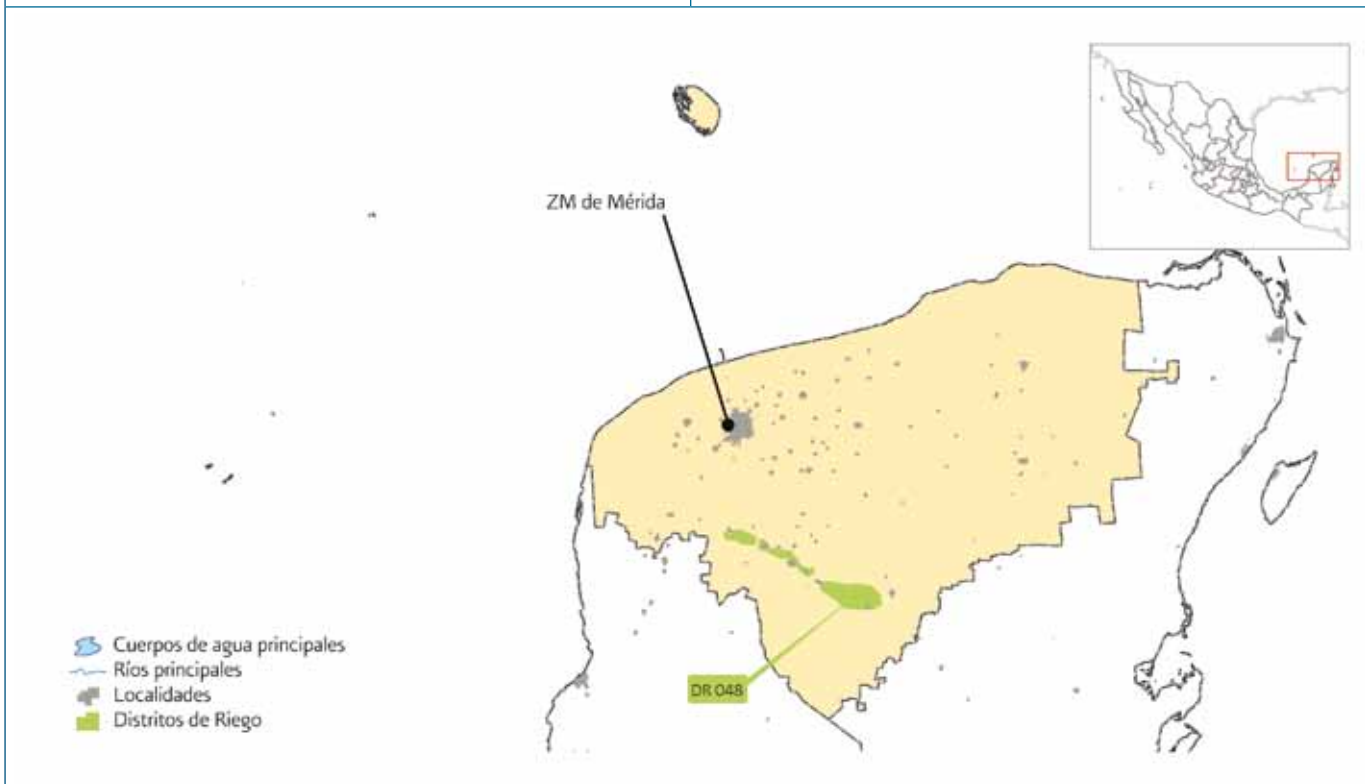 ZM de Mérida
Cuerpos de agua principales
Ríos principales
Localidades
Distritos de Riego
DR 048